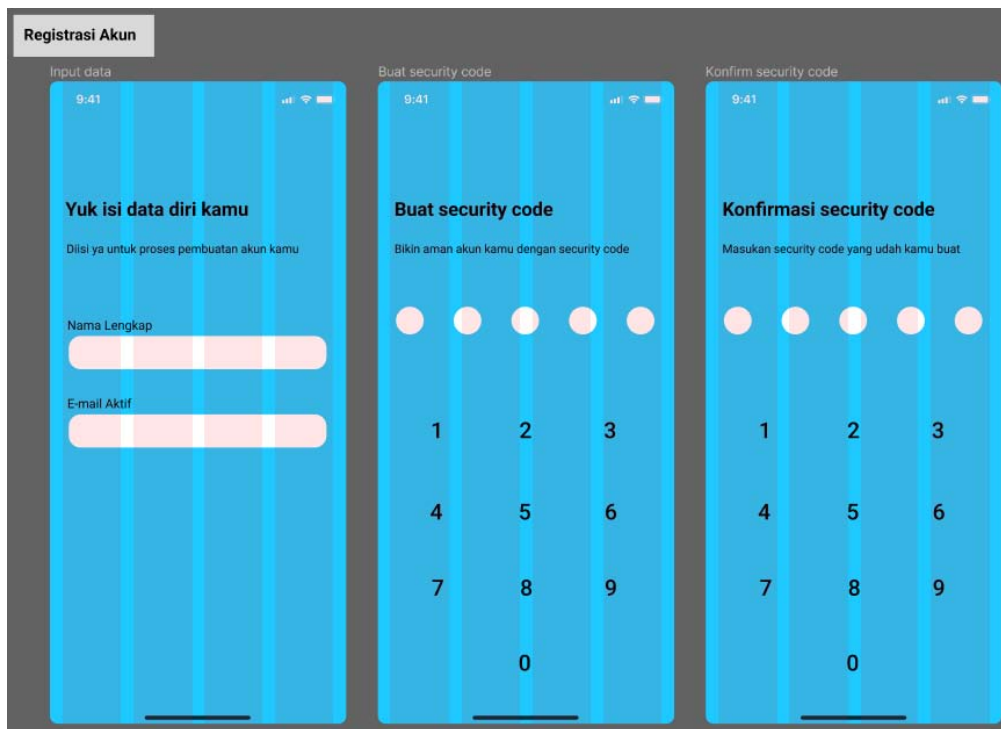 Registrasi Akun
Input data
9:41
Yuk isi data diri kamu
Diisi ya untuk proses pembuatan akun kamu
Nama Lengkap
E-mail Aktif
Buat security code
9:41
Buat security code
Bikin aman akun kamu dengan security code
1 2 3
4 5 6
7 8 9
0
Konfirm security code
9:41
Konfirmasi security code
Masukan security code yang udah kamu buat
1 2 3
4 5 6
7 8 9
0